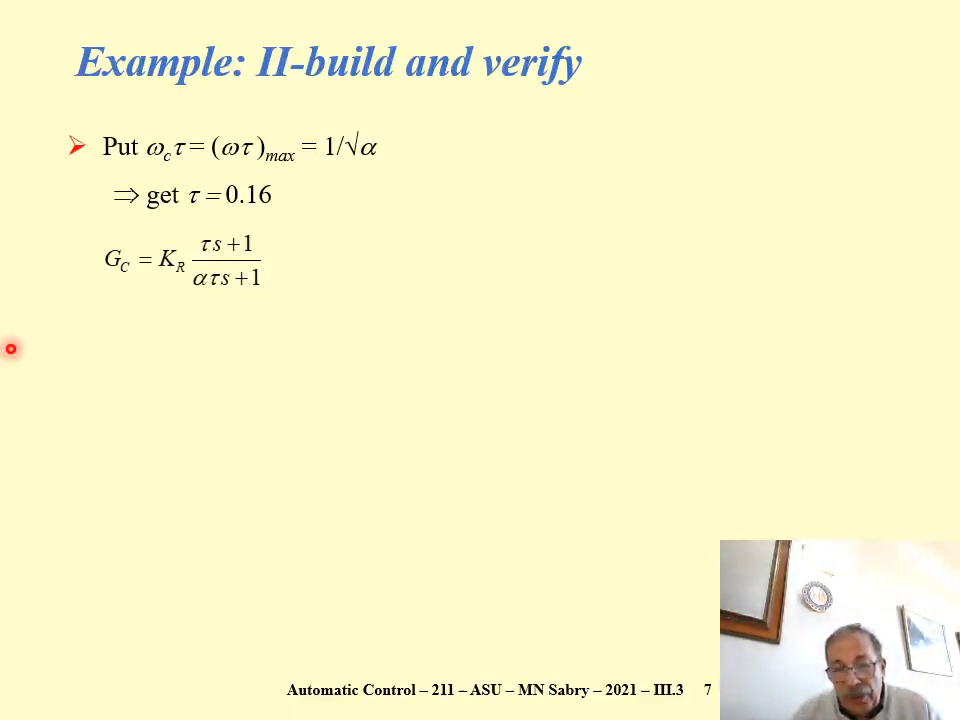 Example: II-build and verify
➢ Put ω_c τ = (ωτ)_max = 1/√α
⇒ get τ = 0.16
G_C = K_R (τs+1)/(ατs+1)
Automatic Control – 211 – ASU – MN Sabry – 2021 – III.3 7